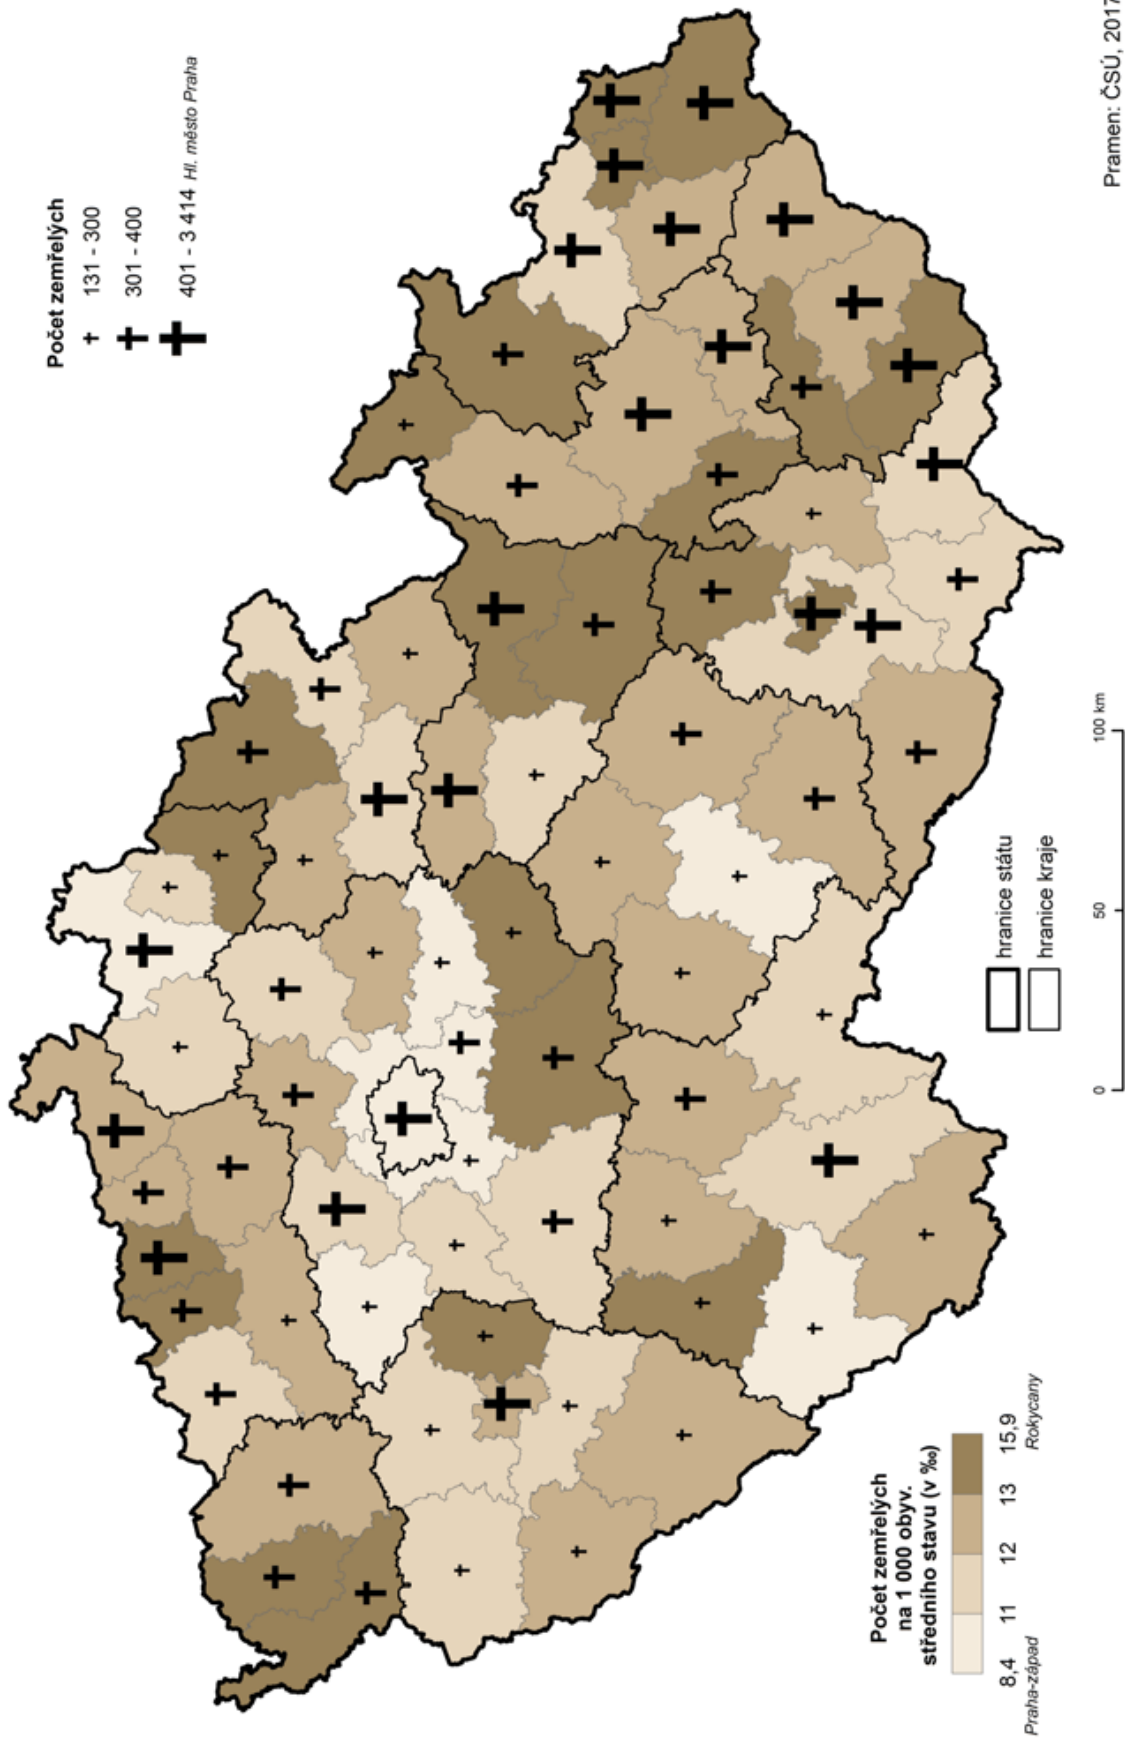 Počet zemřelých
131 - 300
301 - 400
401 - 3 414 Hl. město Praha
Počet zemřelých
na 1 000 obyv.
středního stavu (v ‰)
8,4 11 12 13 15,9
Praha-západ Rokycany
hranice státu
hranice kraje
0 50 100 km
Pramen: ČSÚ, 2017